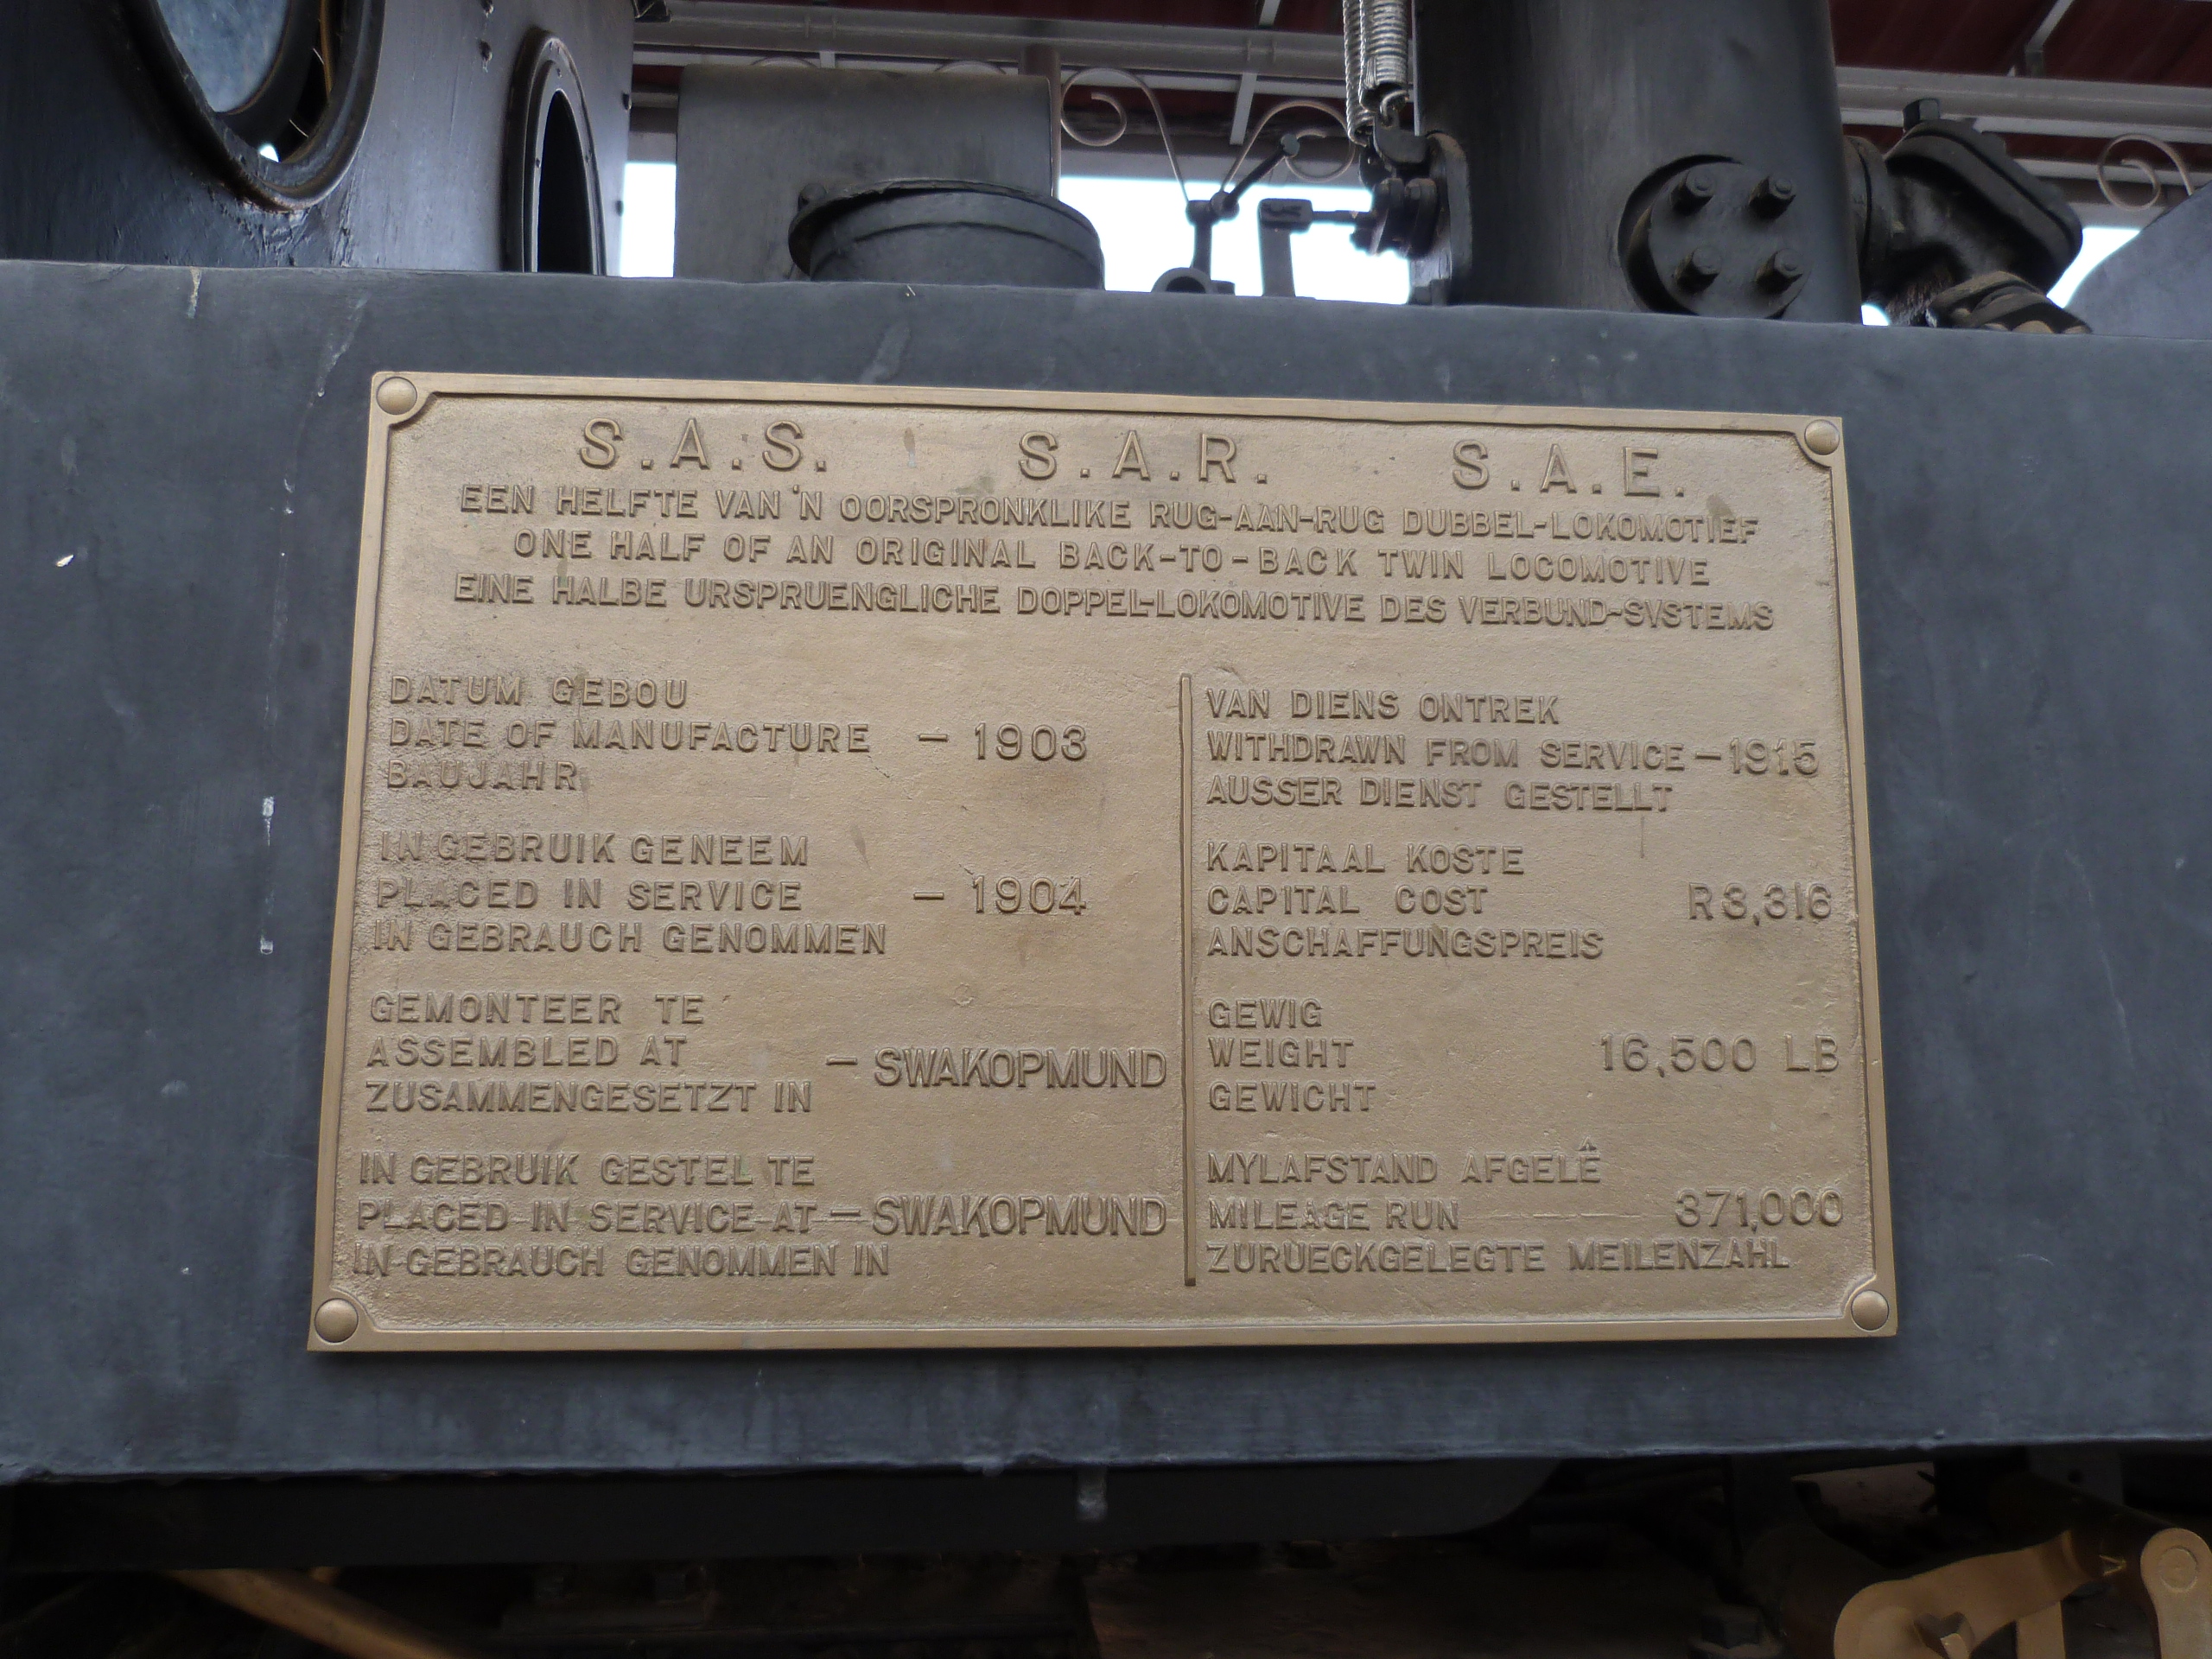 S.A.S. S.A.R. S.A.E.
EEN HELFTE VAN 'N OORSPRONKLIKE RUG-AAN-RUG DUBBEL-LOKOMOTIEF
ONE HALF OF AN ORIGINAL BACK-TO-BACK TWIN LOCOMOTIVE
EINE HALBE URSPRUENGLICHE DOPPEL-LOKOMOTIVE DES VERBUND-SYSTEMS
DATUM GEBOU
DATE OF MANUFACTURE – 1903
BAUJAHR
IN GEBRUIK GENEEM
PLACED IN SERVICE – 1904
IN GEBRAUCH GENOMMEN
GEMONTEER TE
ASSEMBLED AT – SWAKOPMUND
ZUSAMMENGESETZT IN
IN GEBRUIK GESTEL TE
PLACED IN SERVICE AT – SWAKOPMUND
IN GEBRAUCH GENOMMEN IN
VAN DIENS ONTREK
WITHDRAWN FROM SERVICE – 1915
AUSSER DIENST GESTELLT
KAPITAAL KOSTE
CAPITAL COST R3,316
ANSCHAFFUNGSPREIS
GEWIG
WEIGHT 16,500 LB
GEWICHT
MYLAFSTAND AFGELÊ
MILEAGE RUN 371,000
ZURUECKGELEGTE MEILENZAHL